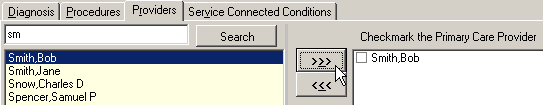 Diagnosis Procedures Providers Service Connected Conditions
sm Search Checkmark the Primary Care Provider
Smith,Bob
Smith,Jane
Snow,Charles D
Spencer,Samuel P
>>>
<<<
Smith,Bob